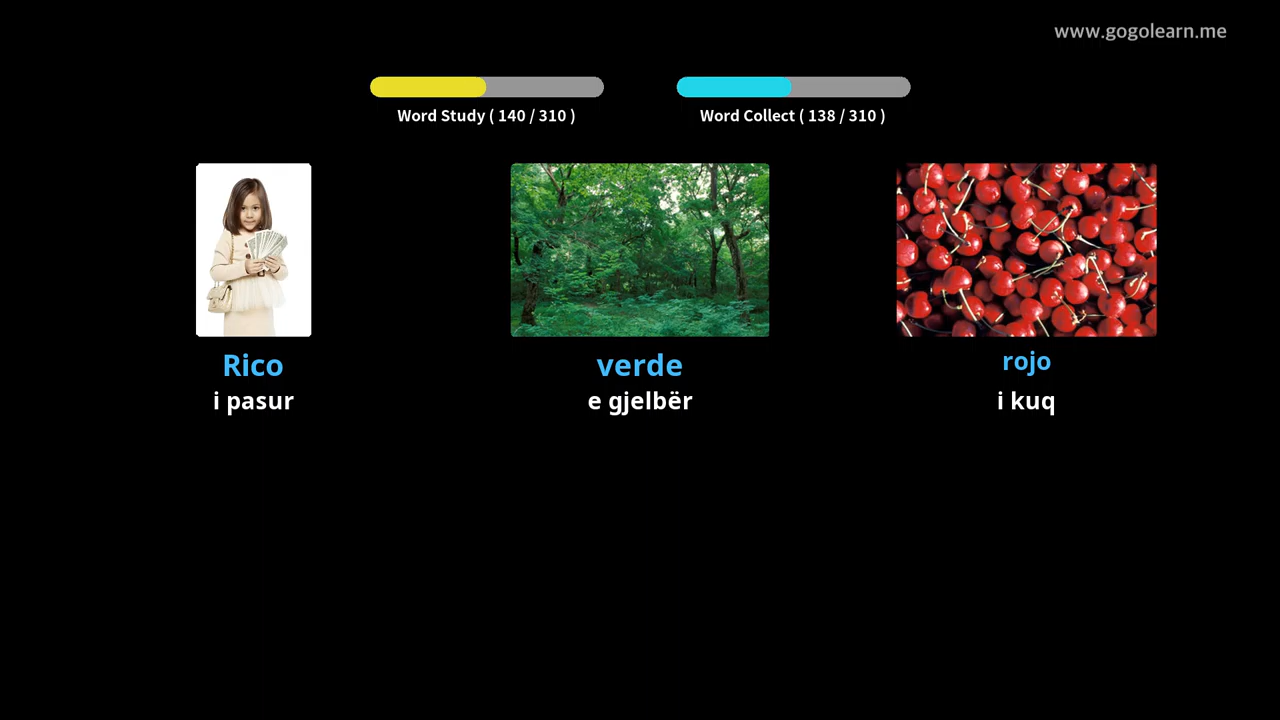 www.gogolearn.me
Word Study ( 140 / 310 )
Word Collect ( 138 / 310 )
Rico
i pasur
verde
e gjelbër
rojo
i kuq